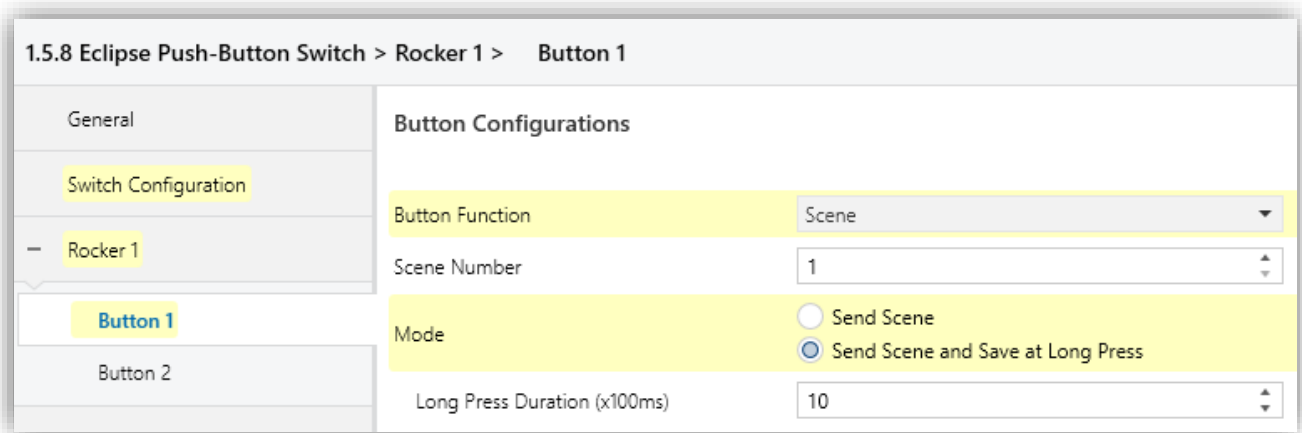 1.5.8 Eclipse Push-Button Switch > Rocker 1 > Button 1
General
Switch Configuration
Rocker 1
Button 1
Button 2
Button Configurations
Button Function Scene
Scene Number 1
Mode
Send Scene
Send Scene and Save at Long Press
Long Press Duration (x100ms) 10